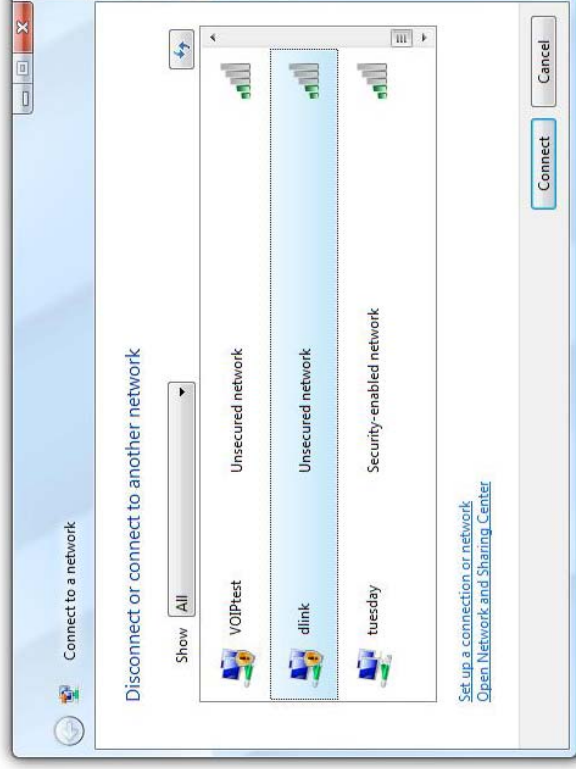 Connect to a network
Disconnect or connect to another network
Show All
VOIPtest Unsecured network
dlink Unsecured network
tuesday Security-enabled network
Set up a connection or network
Open Network and Sharing Center
Connect Cancel